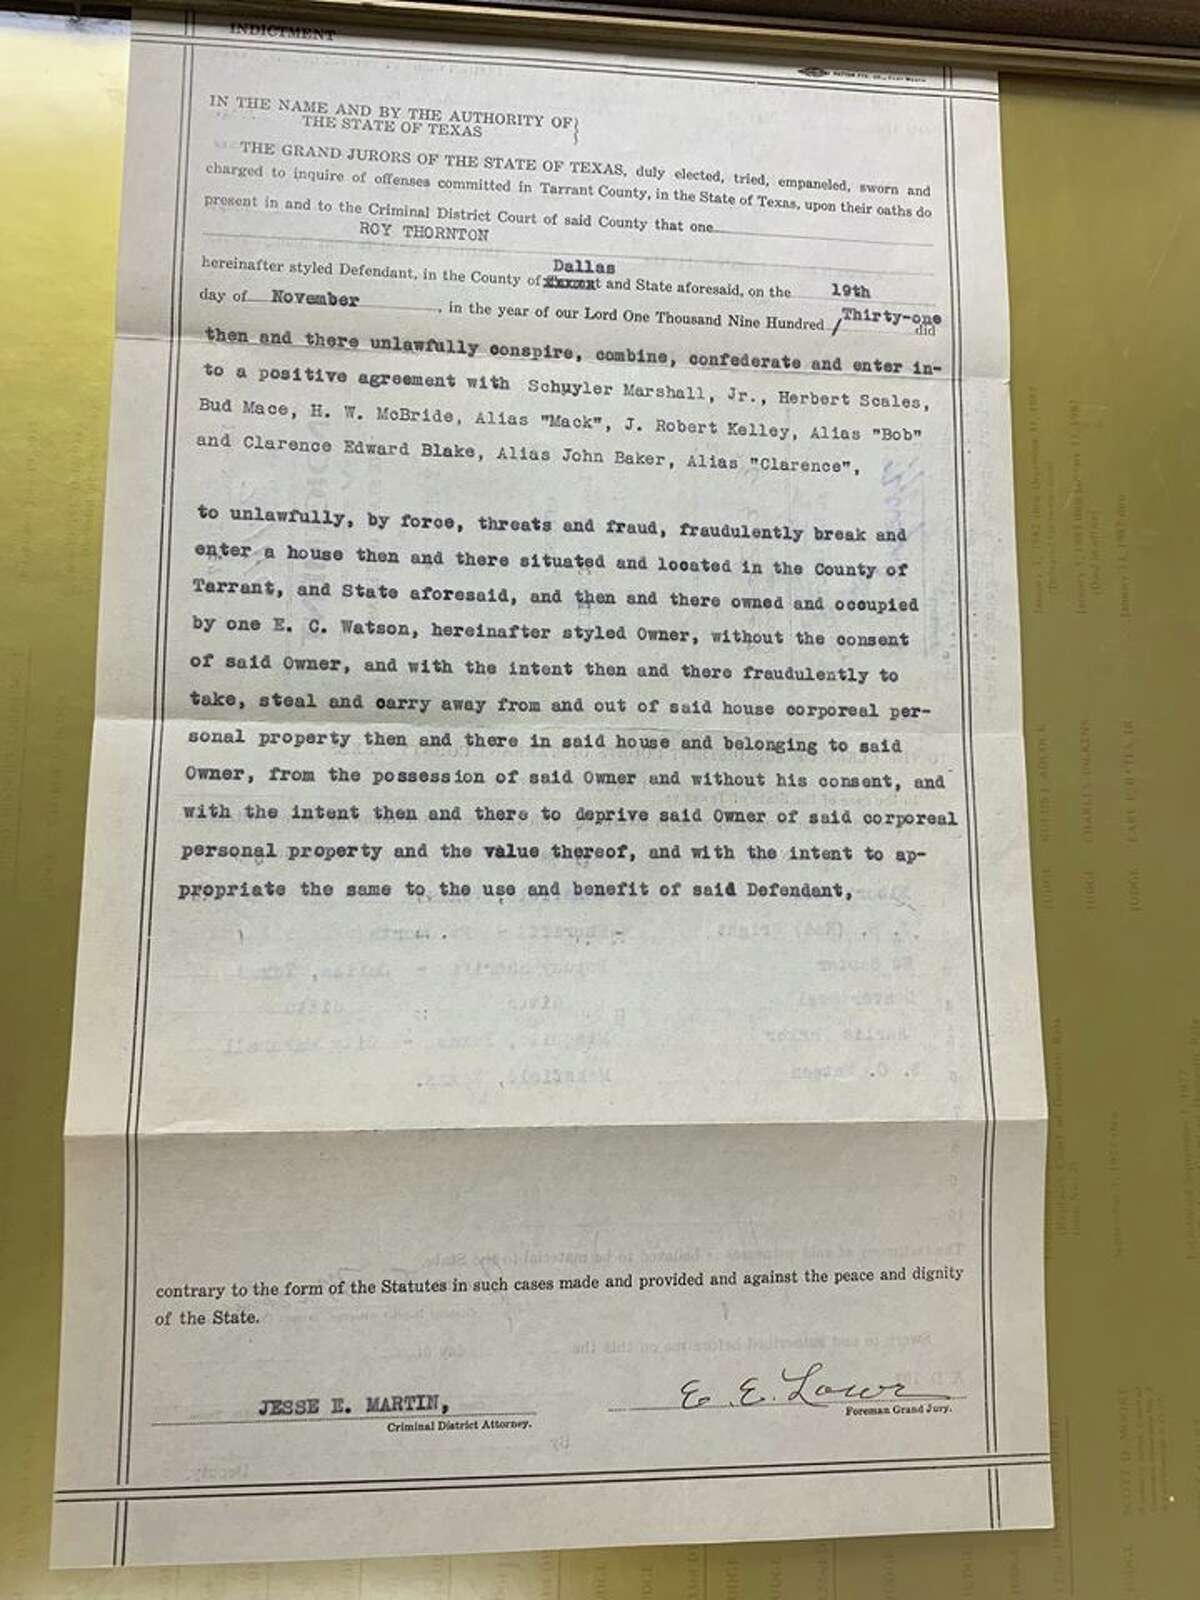 INDICTMENT
IN THE NAME AND BY THE AUTHORITY OF
THE STATE OF TEXAS
THE GRAND JURORS OF THE STATE OF TEXAS, duly elected, tried, empaneled, sworn and
charged to inquire of offenses committed in Tarrant County, in the State of Texas, upon their oaths do
present in and to the Criminal District Court of said County that one
ROY THORNTON
hereinafter styled Defendant, in the County of Dallas and State aforesaid, on the 19th
day of November, in the year of our Lord One Thousand Nine Hundred / Thirty-one did
then and there unlawfully conspire, combine, confederate and enter in-
to a positive agreement with Schuyler Marshall, Jr., Herbert Scales,
Bud Mace, H. W. McBride, Alias "Mack", J. Robert Kelley, Alias "Bob"
and Clarence Edward Blake, Alias John Baker, Alias "Clarence",
to unlawfully, by force, threats and fraud, fraudulently break and
enter a house then and there situated and located in the County of
Tarrant, and State aforesaid, and then and there owned and occupied
by one E. C. Watson, hereinafter styled Owner, without the consent
of said Owner, and with the intent then and there fraudulently to
take, steal and carry away from and out of said house corporeal per-
sonal property then and there in said house and belonging to said
Owner, from the possession of said Owner and without his consent, and
with the intent then and there to deprive said Owner of said corporeal
personal property and the value thereof, and with the intent to ap-
propriate the same to the use and benefit of said Defendant,
contrary to the form of the Statutes in such cases made and provided and against the peace and dignity
of the State.
JESSE E. MARTIN,
Criminal District Attorney.
E. E. Lowe
Foreman Grand Jury.